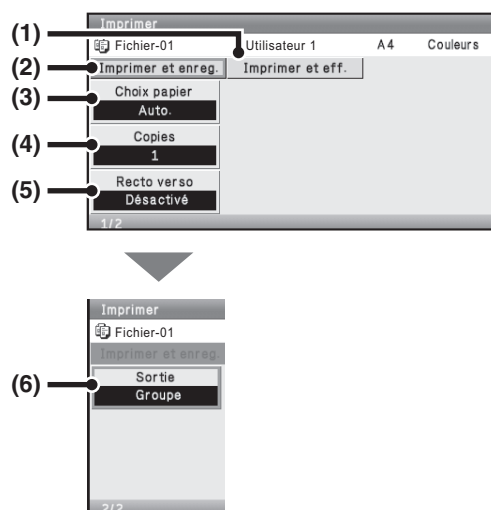 Imprimer
(1)
Fichier-01 Utilisateur 1 A4 Couleurs
(2) Imprimer et enreg. Imprimer et eff.
(3) Choix papier
Auto.
(4) Copies
1
(5) Recto verso
Désactivé
1/2
Imprimer
Fichier-01
Imprimer et enreg.
(6) Sortie
Groupe
2/2